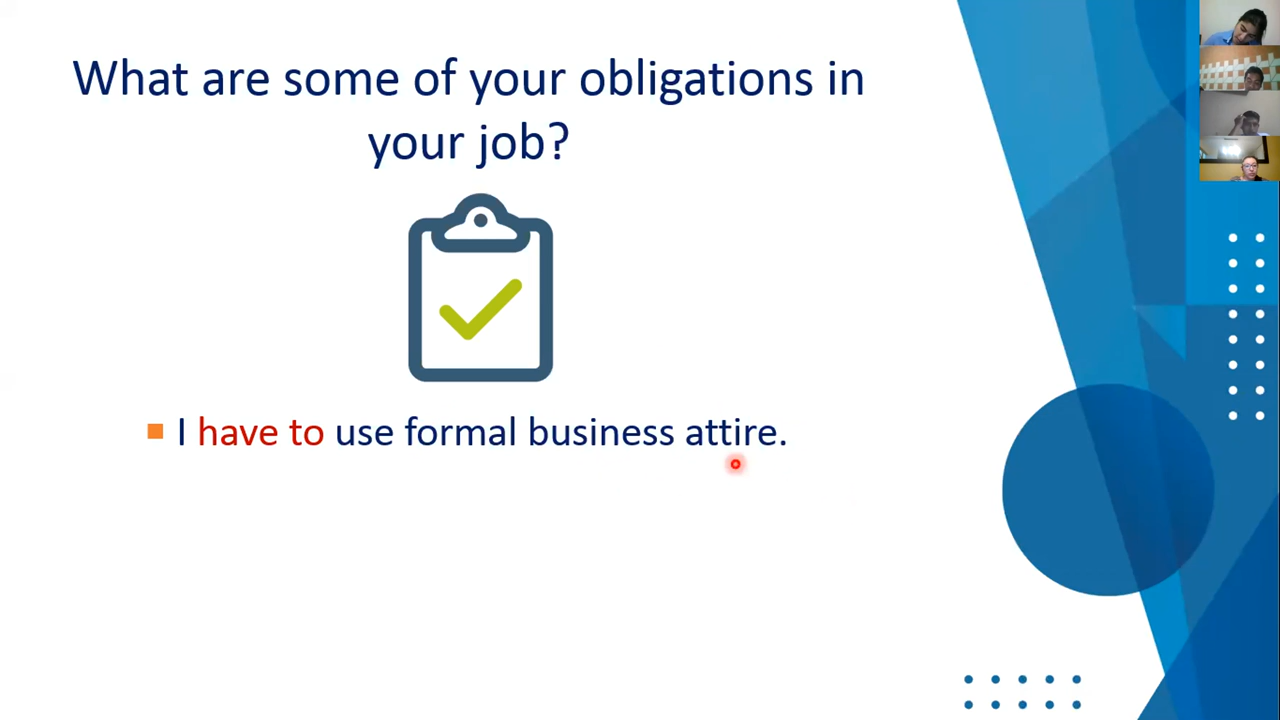 What are some of your obligations in
your job?
I have to use formal business attire.